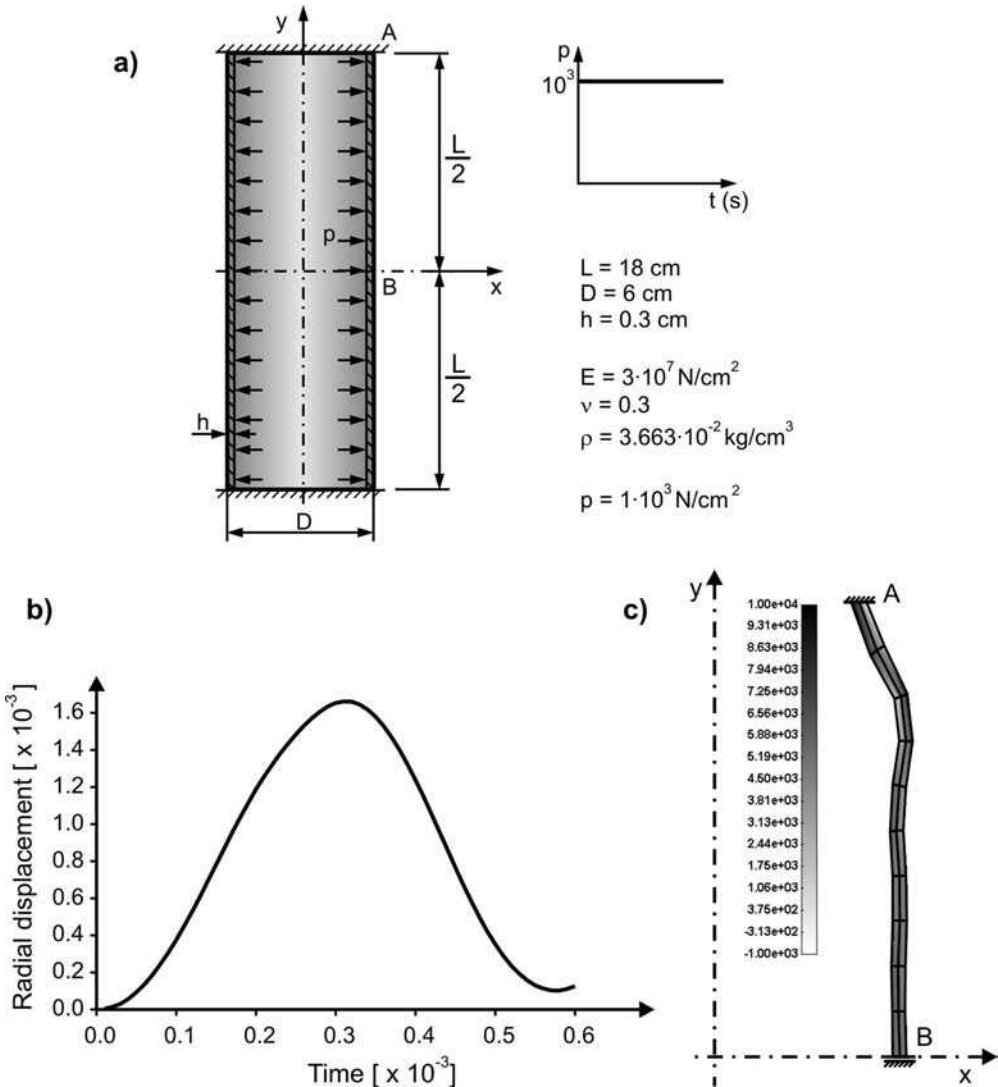 a)
y
A
L
2
p
B
x
L
2
h
D
p
10³
t (s)
L = 18 cm
D = 6 cm
h = 0.3 cm
E = 3·10⁷ N/cm²
ν = 0.3
ρ = 3.663·10⁻² kg/cm³
p = 1·10³ N/cm²
b)
Radial displacement [ x 10⁻³]
1.6
1.2
1.0
0.8
0.6
0.4
0.2
0.0
0.0 0.1 0.2 0.3 0.4 0.5 0.6
Time [ x 10⁻³]
c)
y
A
1.00e+04
9.31e+03
8.63e+03
7.94e+03
7.25e+03
6.56e+03
5.88e+03
5.19e+03
4.50e+03
3.81e+03
3.13e+03
2.44e+03
1.75e+03
1.06e+03
3.75e+02
-3.13e+02
-1.00e+03
B
x